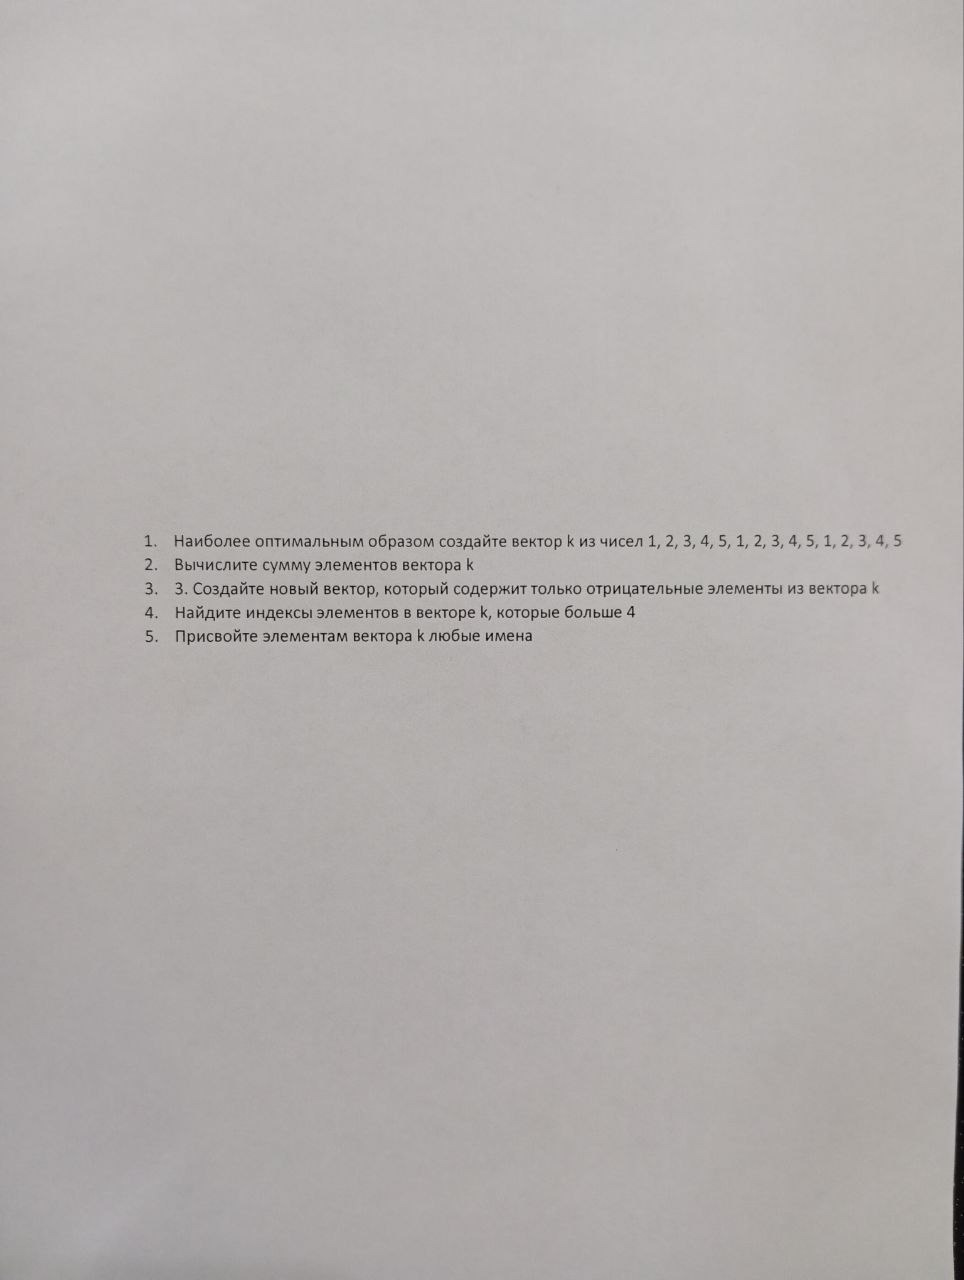 1. Наиболее оптимальным образом создайте вектор k из чисел 1, 2, 3, 4, 5, 1, 2, 3, 4, 5, 1, 2, 3, 4, 5
2. Вычислите сумму элементов вектора k
3. 3. Создайте новый вектор, который содержит только отрицательные элементы из вектора k
4. Найдите индексы элементов в векторе k, которые больше 4
5. Присвойте элементам вектора k любые имена